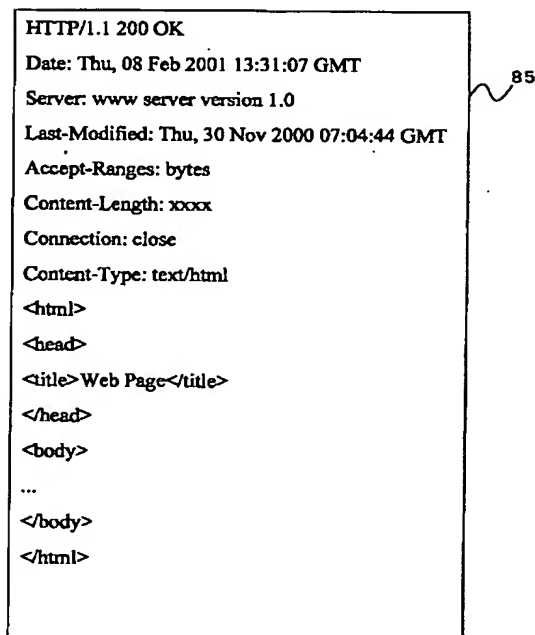 HTTP/1.1 200 OK
Date: Thu, 08 Feb 2001 13:31:07 GMT
Server: www server version 1.0
Last-Modified: Thu, 30 Nov 2000 07:04:44 GMT
Accept-Ranges: bytes
Content-Length: xxxx
Connection: close
Content-Type: text/html
<html>
<head>
<title>Web Page</title>
</head>
<body>
...
</body>
</html>
85